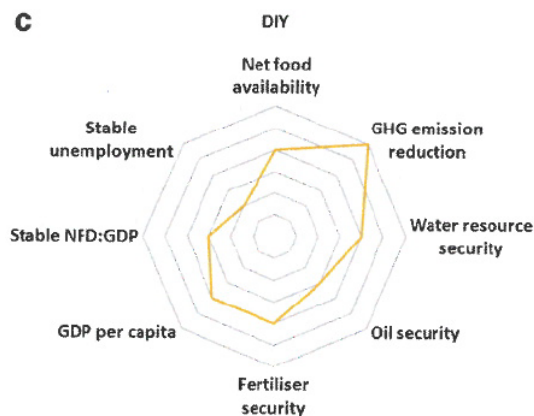 C
DIY
Net food
availability
GHG emission
reduction
Water resource
security
Oil security
Fertiliser
security
GDP per capita
Stable NFD:GDP
Stable
unemployment